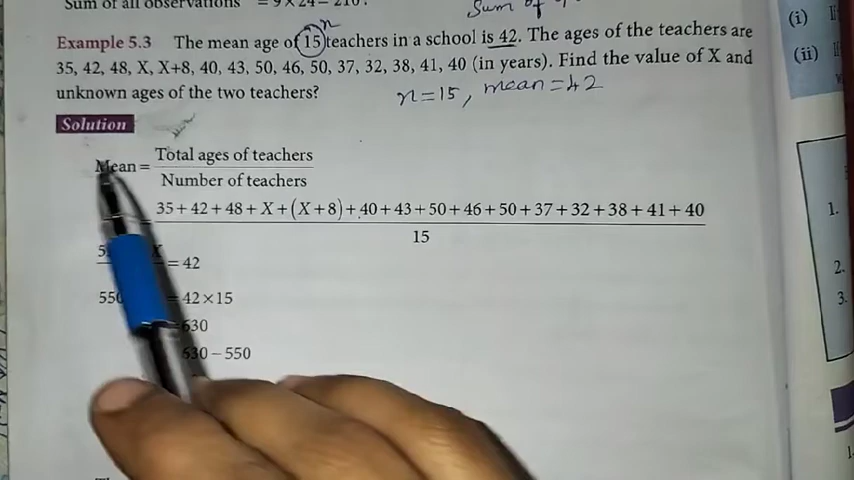 Sum of all observations = 9 × 24 = 216.
Sum of
n
Example 5.3 The mean age of 15 teachers in a school is 42. The ages of the teachers are
35, 42, 48, X, X+8, 40, 43, 50, 46, 50, 37, 32, 38, 41, 40 (in years). Find the value of X and
unknown ages of the two teachers?
n=15, mean=42
Solution
Mean = Total ages of teachers
Number of teachers
35+42+48+X+(X+8)+40+43+50+46+50+37+32+38+41+40
15
X = 42
550 = 42×15
=630
630 – 550
(i)
(ii)
1.
2.
3.